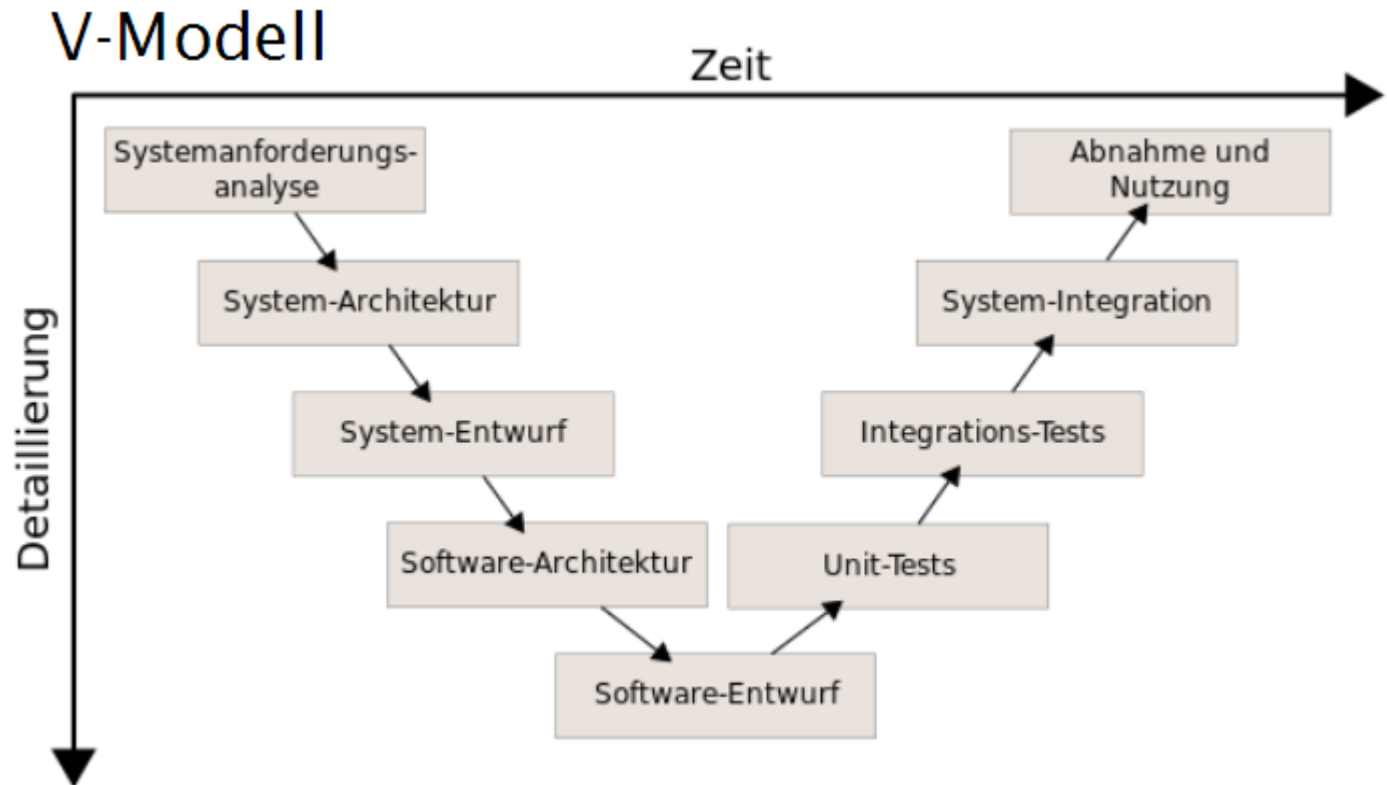 V-Modell
Zeit
Detaillierung
Systemanforderungs-
analyse
Abnahme und
Nutzung
System-Architektur
System-Integration
System-Entwurf
Integrations-Tests
Software-Architektur
Unit-Tests
Software-Entwurf